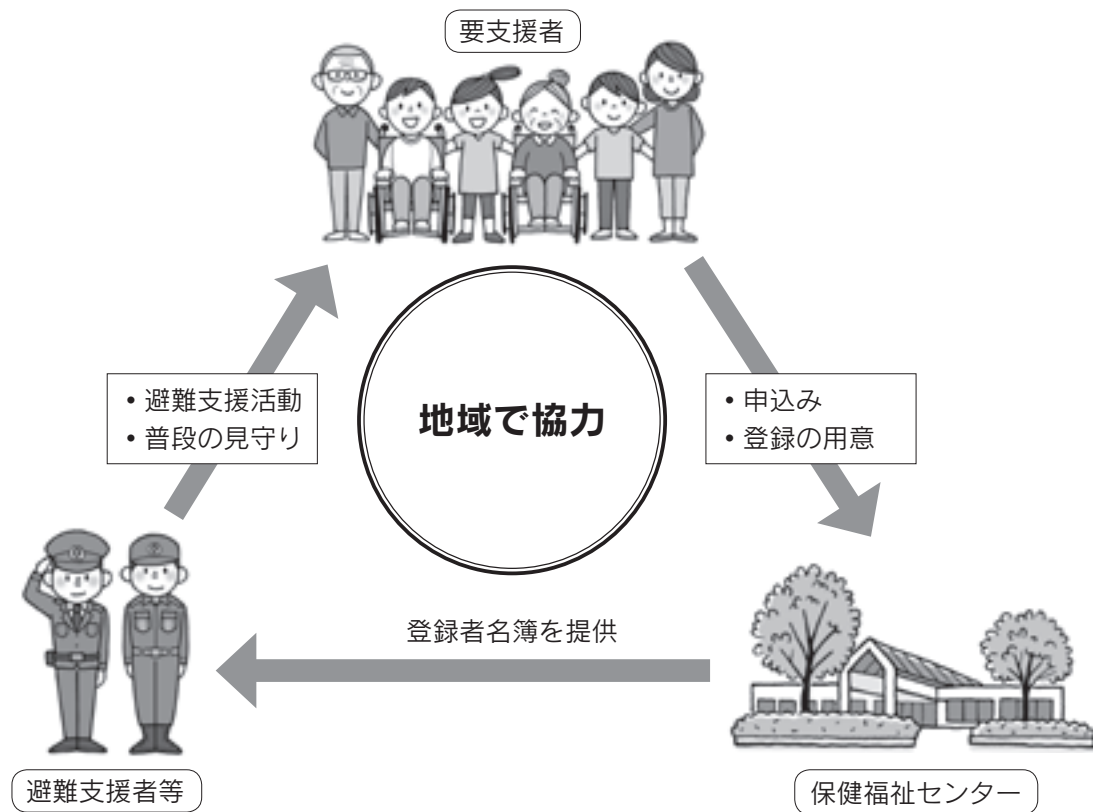 要支援者
• 避難支援活動
• 普段の見守り
地域で協力
• 申込み
• 登録の用意
登録者名簿を提供
避難支援者等
保健福祉センター